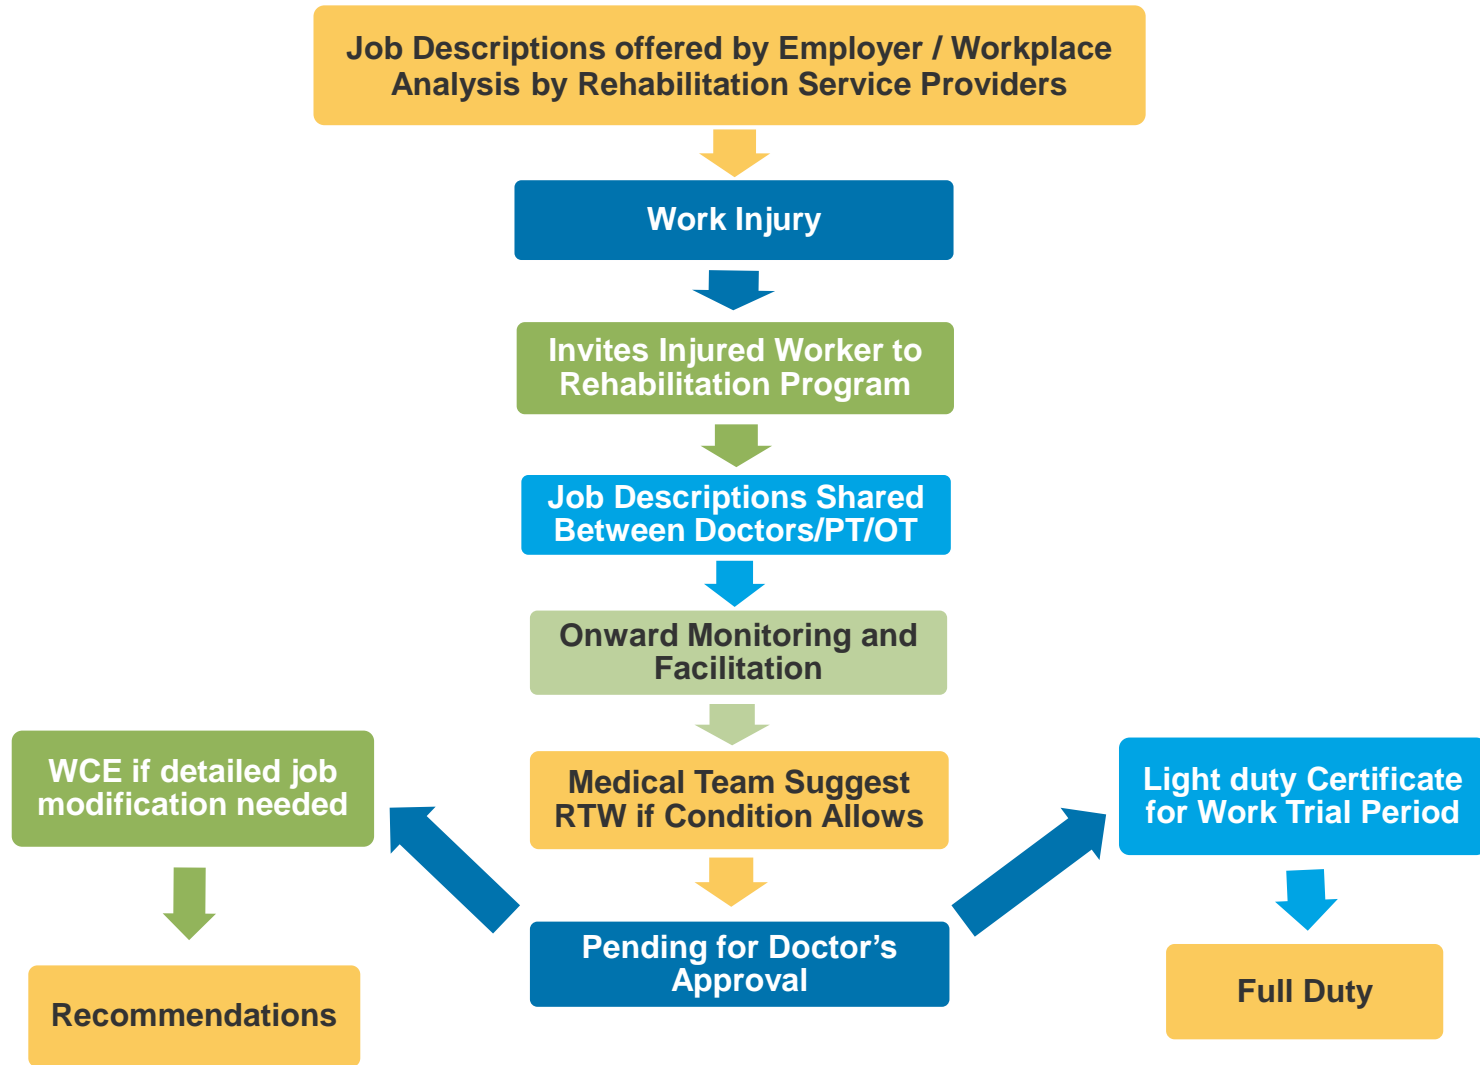 Job Descriptions offered by Employer / Workplace
Analysis by Rehabilitation Service Providers
Work Injury
Invites Injured Worker to
Rehabilitation Program
Job Descriptions Shared
Between Doctors/PT/OT
Onward Monitoring and
Facilitation
Medical Team Suggest
RTW if Condition Allows
Pending for Doctor’s
Approval
WCE if detailed job
modification needed
Recommendations
Light duty Certificate
for Work Trial Period
Full Duty